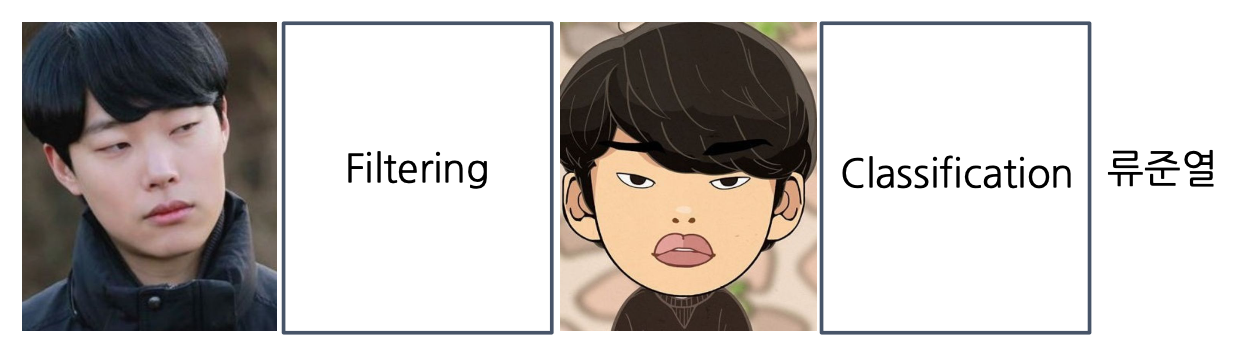 Filtering
Classification
류준열